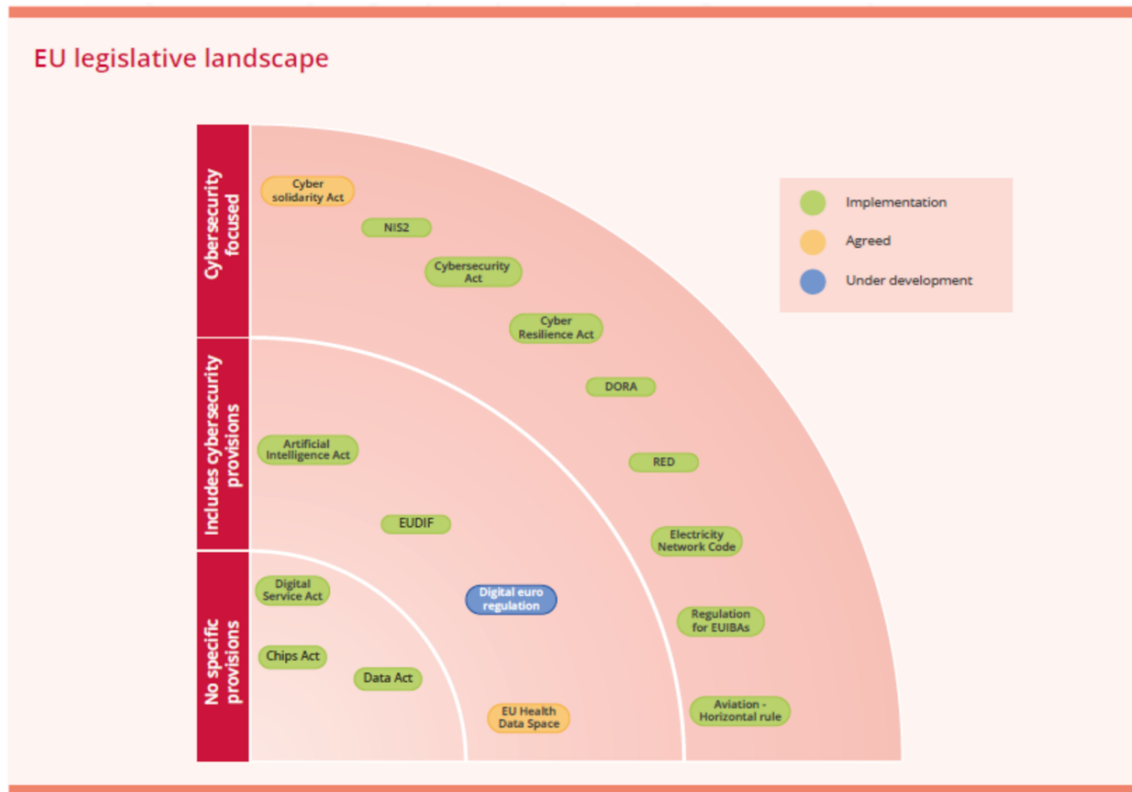 EU legislative landscape
Cybersecurity
focused
Includes cybersecurity
provisions
No specific
provisions
Cyber
solidarity Act
NIS2
Cybersecurity
Act
Cyber
Resilience Act
DORA
RED
Electricity
Network Code
Regulation
for EUIBAs
Aviation -
Horizontal rule
Artificial
Intelligence Act
EUDIF
Digital euro
regulation
EU Health
Data Space
Digital
Service Act
Chips Act
Data Act
Implementation
Agreed
Under development